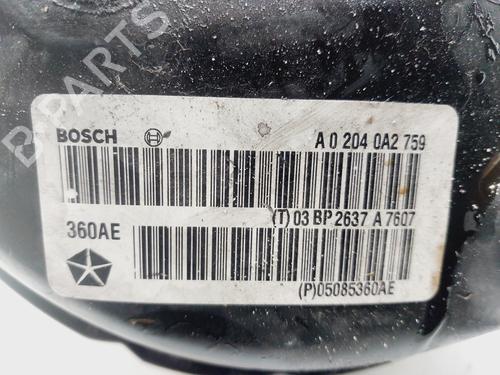 B-PARTS
BOSCH A 0 204 0A2 759
(T) 03 BP 2637 A 7607
360AE
(P)05085360AE